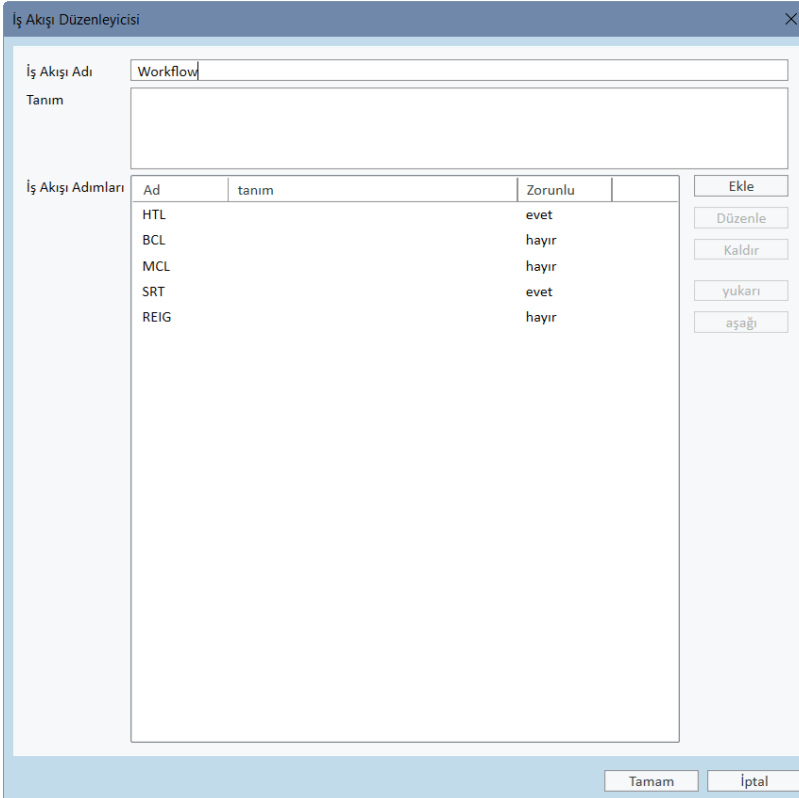 İş Akışı Düzenleyicisi
İş Akışı Adı Workflow
Tanım
İş Akışı Adımları
Ad tanım Zorunlu
HTL evet
BCL hayır
MCL hayır
SRT evet
REIG hayır
Ekle
Düzenle
Kaldır
yukarı
aşağı
Tamam İptal